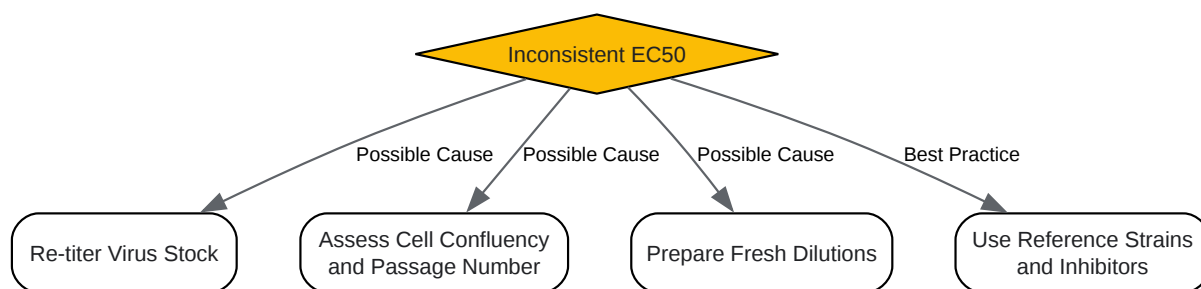 Inconsistent EC50
Possible Cause
Possible Cause
Possible Cause
Best Practice
Re-titer Virus Stock
Assess Cell Confluency
and Passage Number
Prepare Fresh Dilutions
Use Reference Strains
and Inhibitors